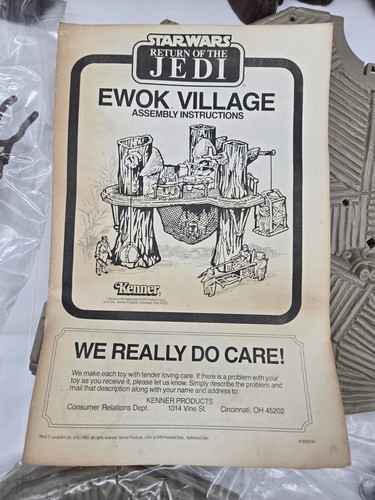 STAR WARS
RETURN OF THE
JEDI
EWOK VILLAGE
ASSEMBLY INSTRUCTIONS
Kenner
WE REALLY DO CARE!
We make each toy with tender loving care. If there is a problem with your
toy as you receive it, please let us know. Simply describe the problem and
mail that description along with your name and address to:
KENNER PRODUCTS
Consumer Relations Dept. 1014 Vine St. Cincinnati, OH 45202